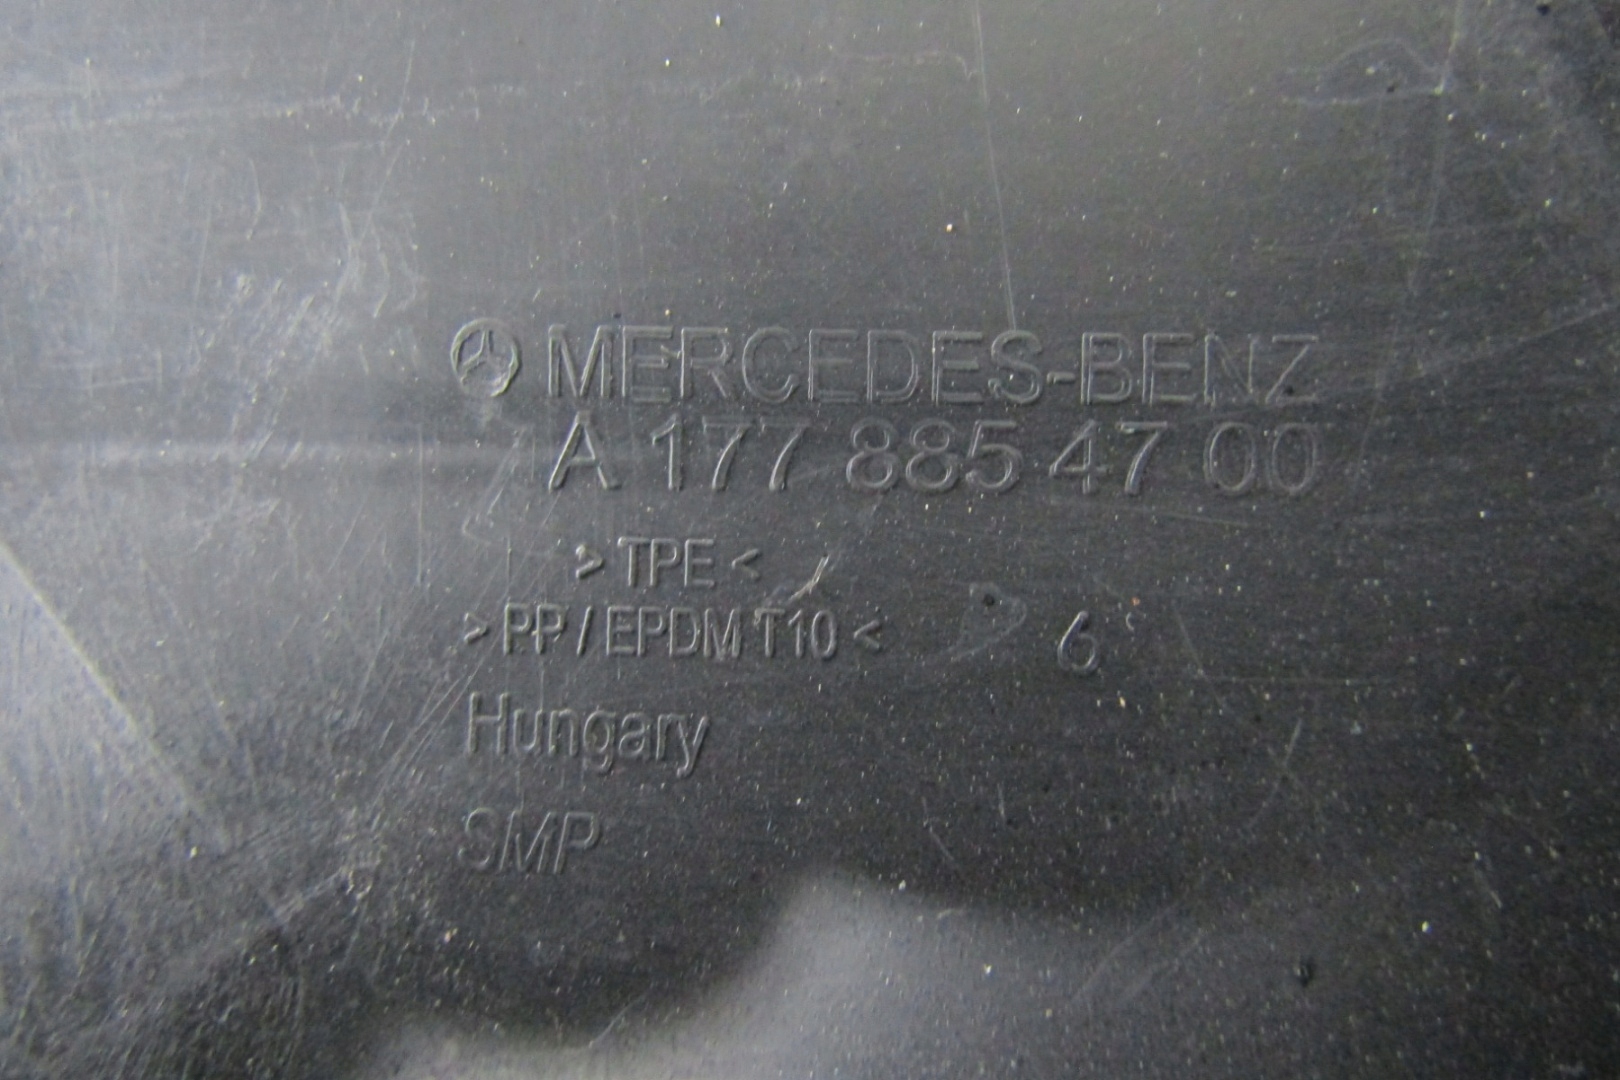 MERCEDES-BENZ
A 177 885 47 00
> TPE <
> PP / EPDM T10 < 6
Hungary
SMP